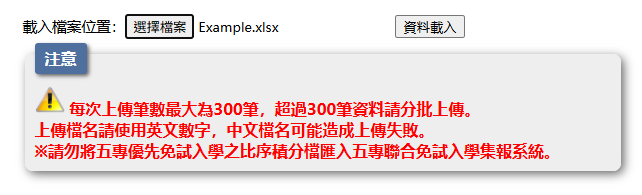 載入檔案位置： 選擇檔案 Example.xlsx 資料載入
注意
每次上傳筆數最大為300筆，超過300筆資料請分批上傳。
上傳檔名請使用英文數字，中文檔名可能造成上傳失敗。
※請勿將五專優先免試入學之比序積分檔匯入五專聯合免試入學集報系統。